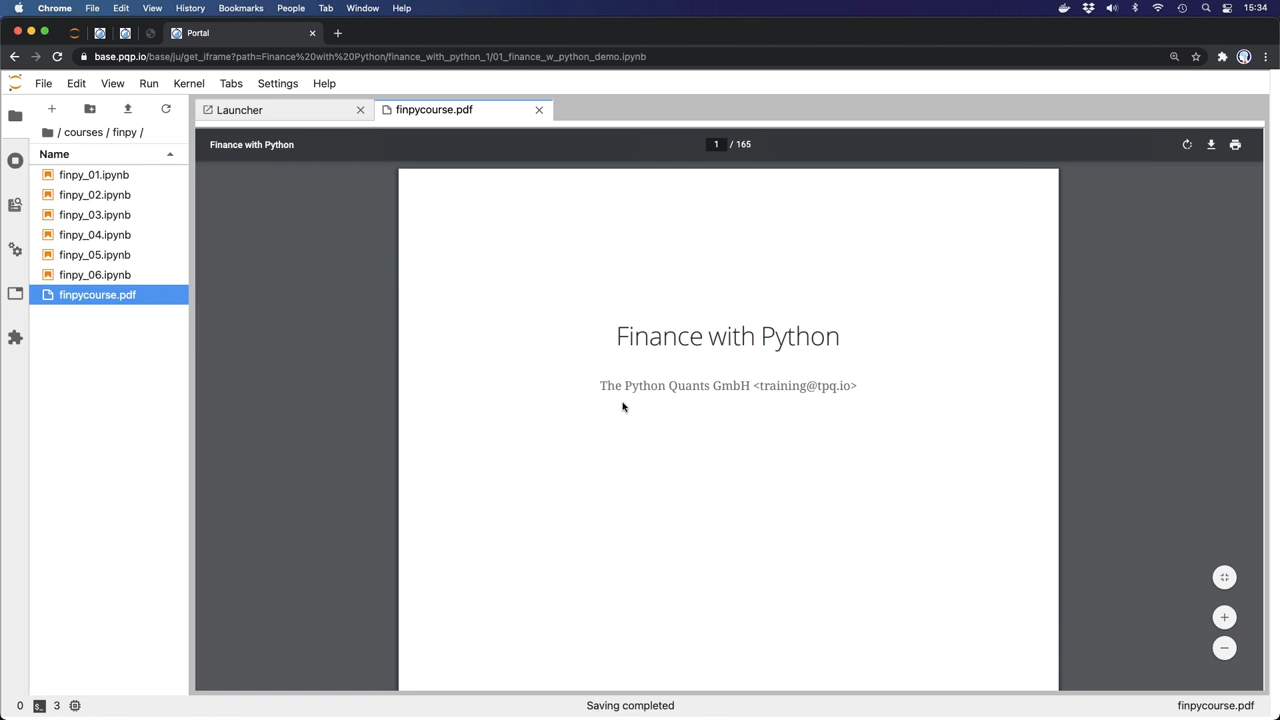 Chrome File Edit View History Bookmarks People Tab Window Help 15:34
Portal
base.pqp.io/base/ju/get_iframe?path=Finance%20with%20Python/finance_with_python_1/01_finance_w_python_demo.ipynb
File Edit View Run Kernel Tabs Settings Help
Launcher finpycourse.pdf
/ courses / finpy /
Finance with Python 1 / 165
Name
finpy_01.ipynb
finpy_02.ipynb
finpy_03.ipynb
finpy_04.ipynb
finpy_05.ipynb
finpy_06.ipynb
finpycourse.pdf
Finance with Python
The Python Quants GmbH <training@tpq.io>
0 3 Saving completed finpycourse.pdf